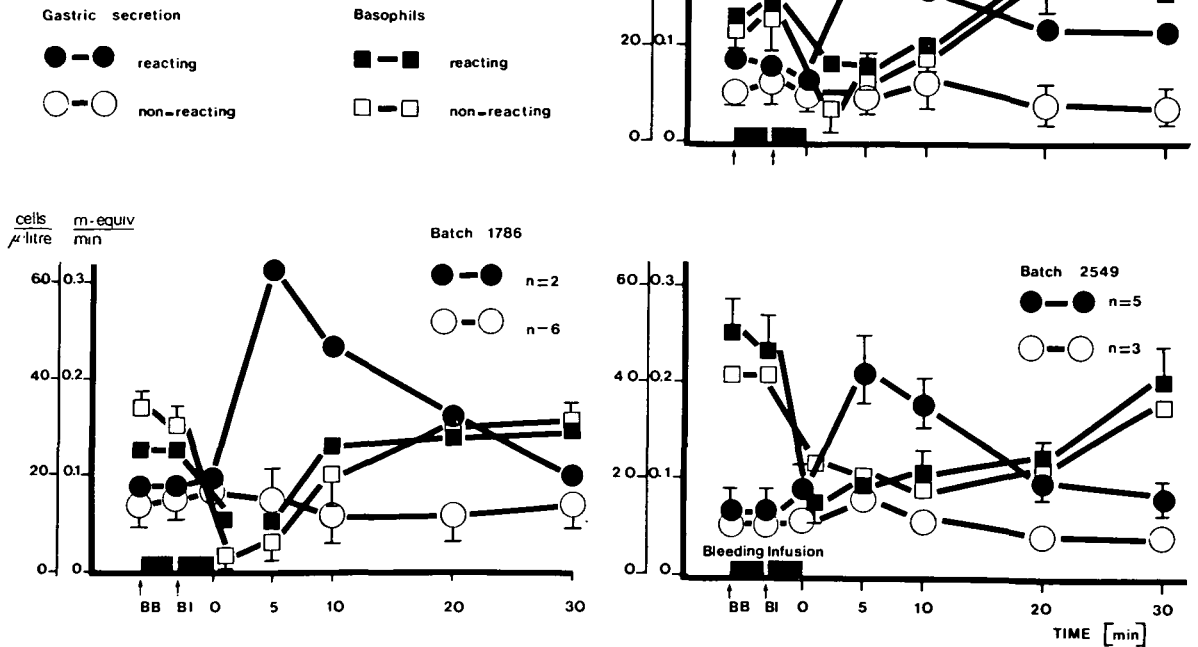 Gastric secretion
reacting
non-reacting
Basophils
reacting
non-reacting
20 0.1
0 0
cells / μ·litre
m-equiv / min
Batch 1786
n=2
n=6
60 0.3
40 0.2
20 0.1
0 0
BB BI 0 5 10 20 30
Batch 2549
n=5
n=3
60 0.3
40 0.2
20 0.1
0 0
Bleeding Infusion
BB BI 0 5 10 20 30
TIME [min]